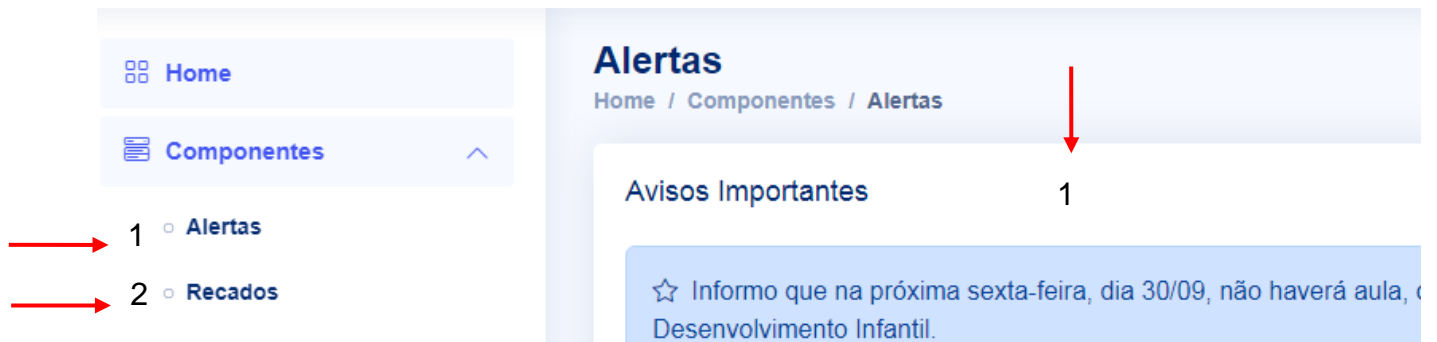 Home
Componentes
1 Alertas
2 Recados
Alertas
Home / Componentes / Alertas
Avisos Importantes 1
Informo que na próxima sexta-feira, dia 30/09, não haverá aula,
Desenvolvimento Infantil.